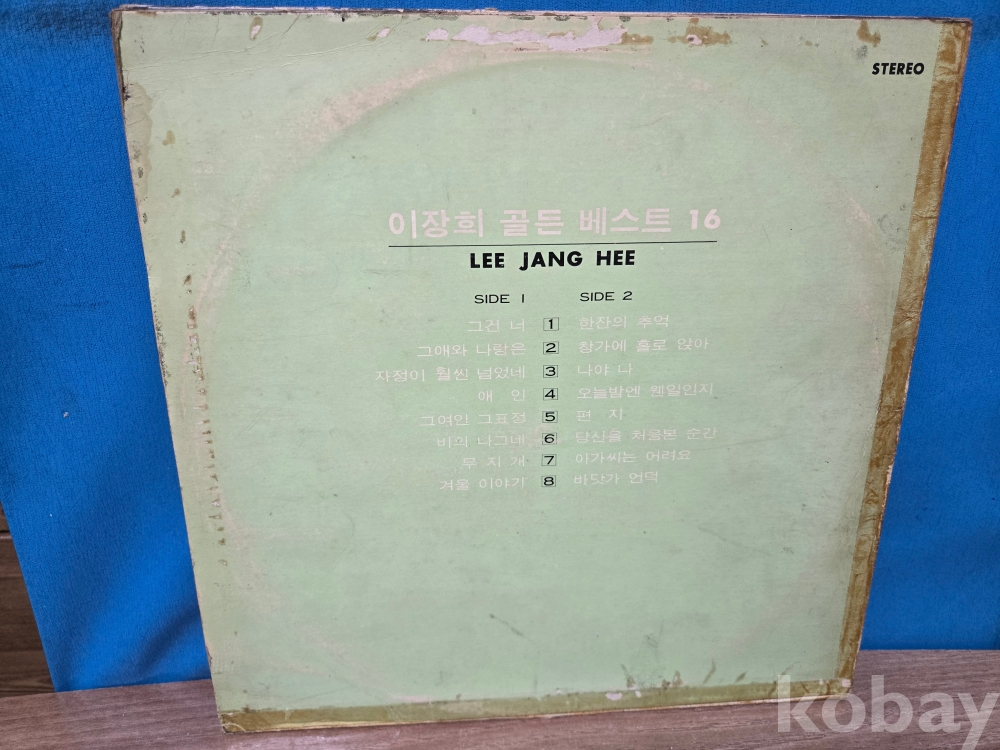 STEREO
이장희 골든 베스트 16
LEE JANG HEE
SIDE 1 SIDE 2
그건 너 1 한잔의 추억
그애와 나랑은 2 창가에 홀로 앉아
자정이 훨씬 넘었네 3 나야 나
애인 4 오늘밤엔 웬일인지
그여인 그표정 5 편지
비의 나그네 6 당신을 처음본 순간
무지개 7 이가씨는 어려요
겨울 이야기 8 바닷가 언덕
kobay